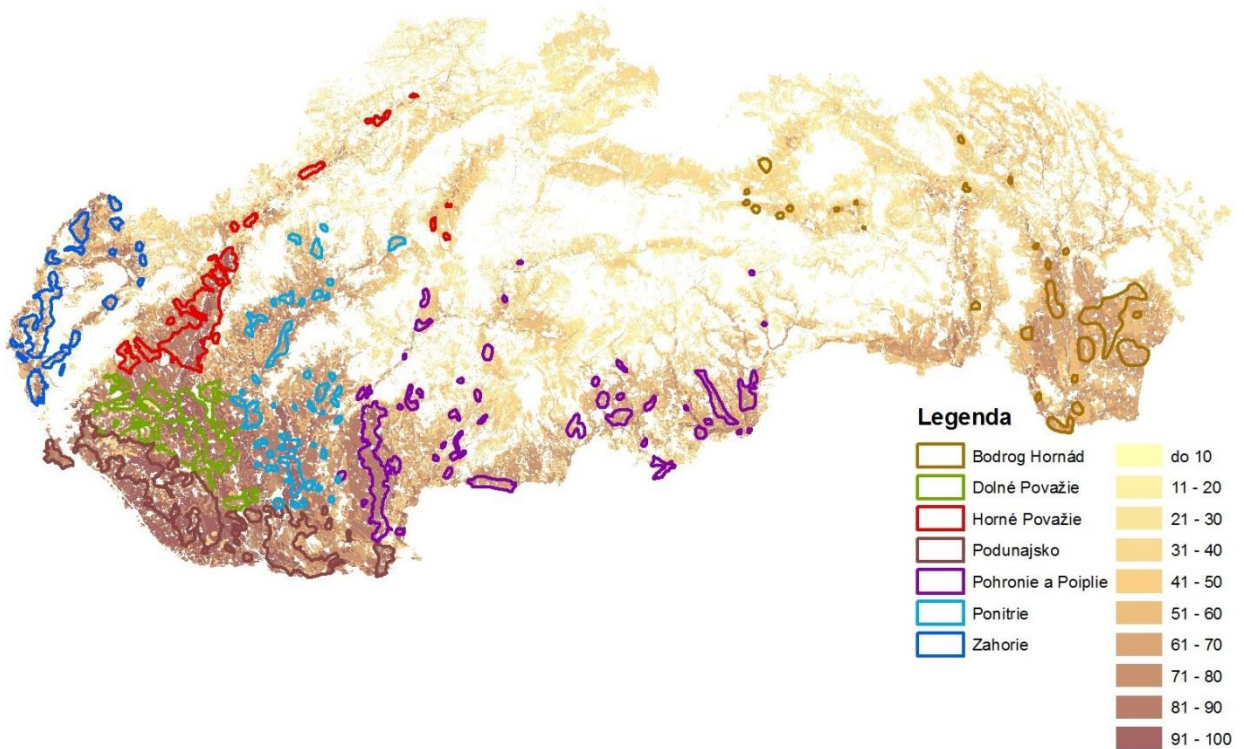 Legenda
Bodrog Hornád
Dolné Považie
Horné Považie
Podunajsko
Pohronie a Poiplie
Ponitrie
Zahorie
do 10
11 - 20
21 - 30
31 - 40
41 - 50
51 - 60
61 - 70
71 - 80
81 - 90
91 - 100